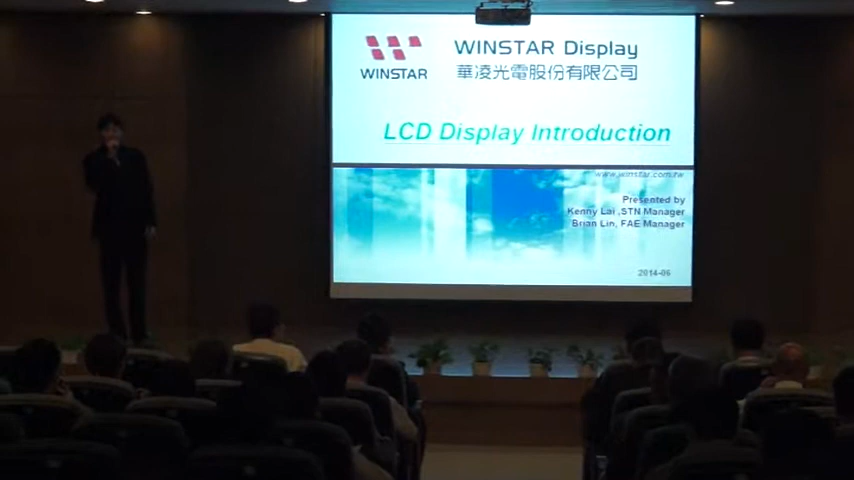 WINSTAR
WINSTAR Display
華凌光電股份有限公司
LCD Display Introduction
www.winstar.com.tw
Presented by
Kenny Lai ,STN Manager
Brian Lin, FAE Manager
2014-06